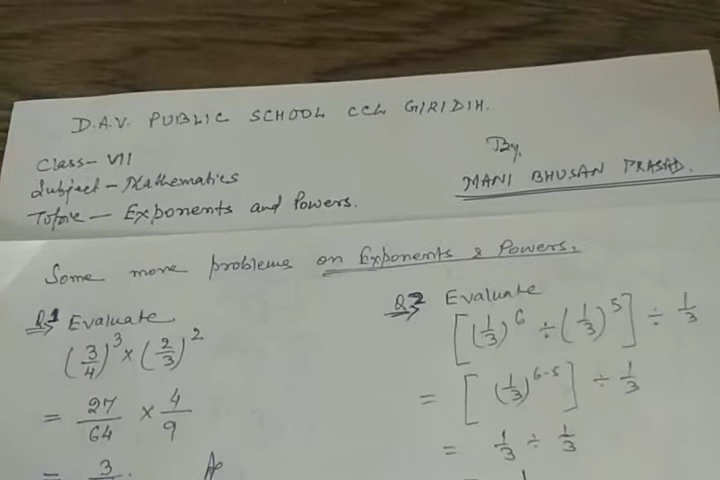 D.A.V. PUBLIC SCHOOL CCL GIRIDIH.
Class - VII
Subject - Mathematics
Topic - Exponents and Powers.
By,
MANI BHUSAN PRASAD.
Some more problems on Exponents & Powers.
Q1 Evaluate
(3/4)^3 × (2/3)^2
= 27/64 × 4/9
= 3
Q2 Evaluate
[(1/3)^6 ÷ (1/3)^5] ÷ 1/3
= [(1/3)^6-5] ÷ 1/3
= 1/3 ÷ 1/3